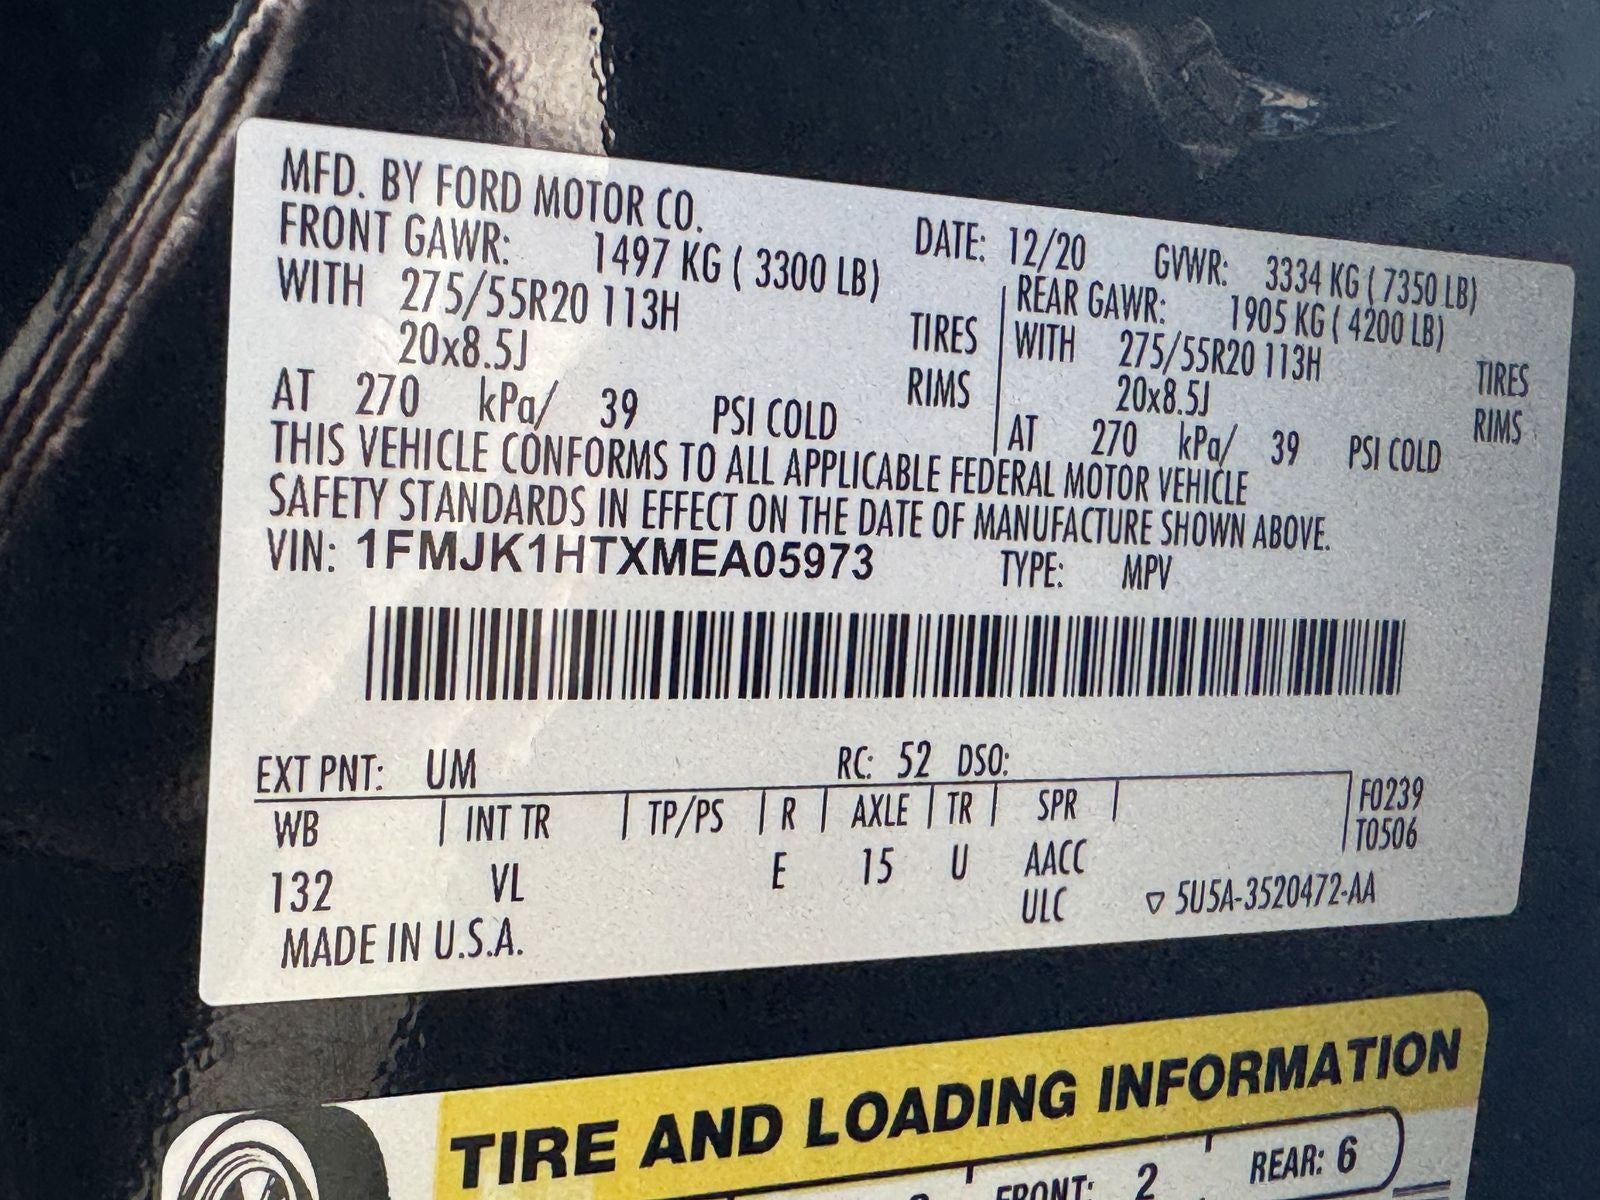 MFD. BY FORD MOTOR CO.
DATE: 12/20 GVWR: 3334 KG ( 7350 LB)
FRONT GAWR: 1497 KG ( 3300 LB)
WITH 275/55R20 113H TIRES
20x8.5J RIMS
AT 270 kPa/ 39 PSI COLD
REAR GAWR: 1905 KG ( 4200 LB)
WITH 275/55R20 113H TIRES
20x8.5J RIMS
AT 270 kPa/ 39 PSI COLD
THIS VEHICLE CONFORMS TO ALL APPLICABLE FEDERAL MOTOR VEHICLE
SAFETY STANDARDS IN EFFECT ON THE DATE OF MANUFACTURE SHOWN ABOVE.
VIN: 1FMJK1HTXMEA05973 TYPE: MPV
EXT PNT: UM RC: 52 DSO:
WB INT TR TP/PS R AXLE TR SPR F0239
T0506
132 VL E 15 U AACC
ULC ▽ 5U5A-3520472-AA
MADE IN U.S.A.
TIRE AND LOADING INFORMATION
FRONT: 2 REAR: 6